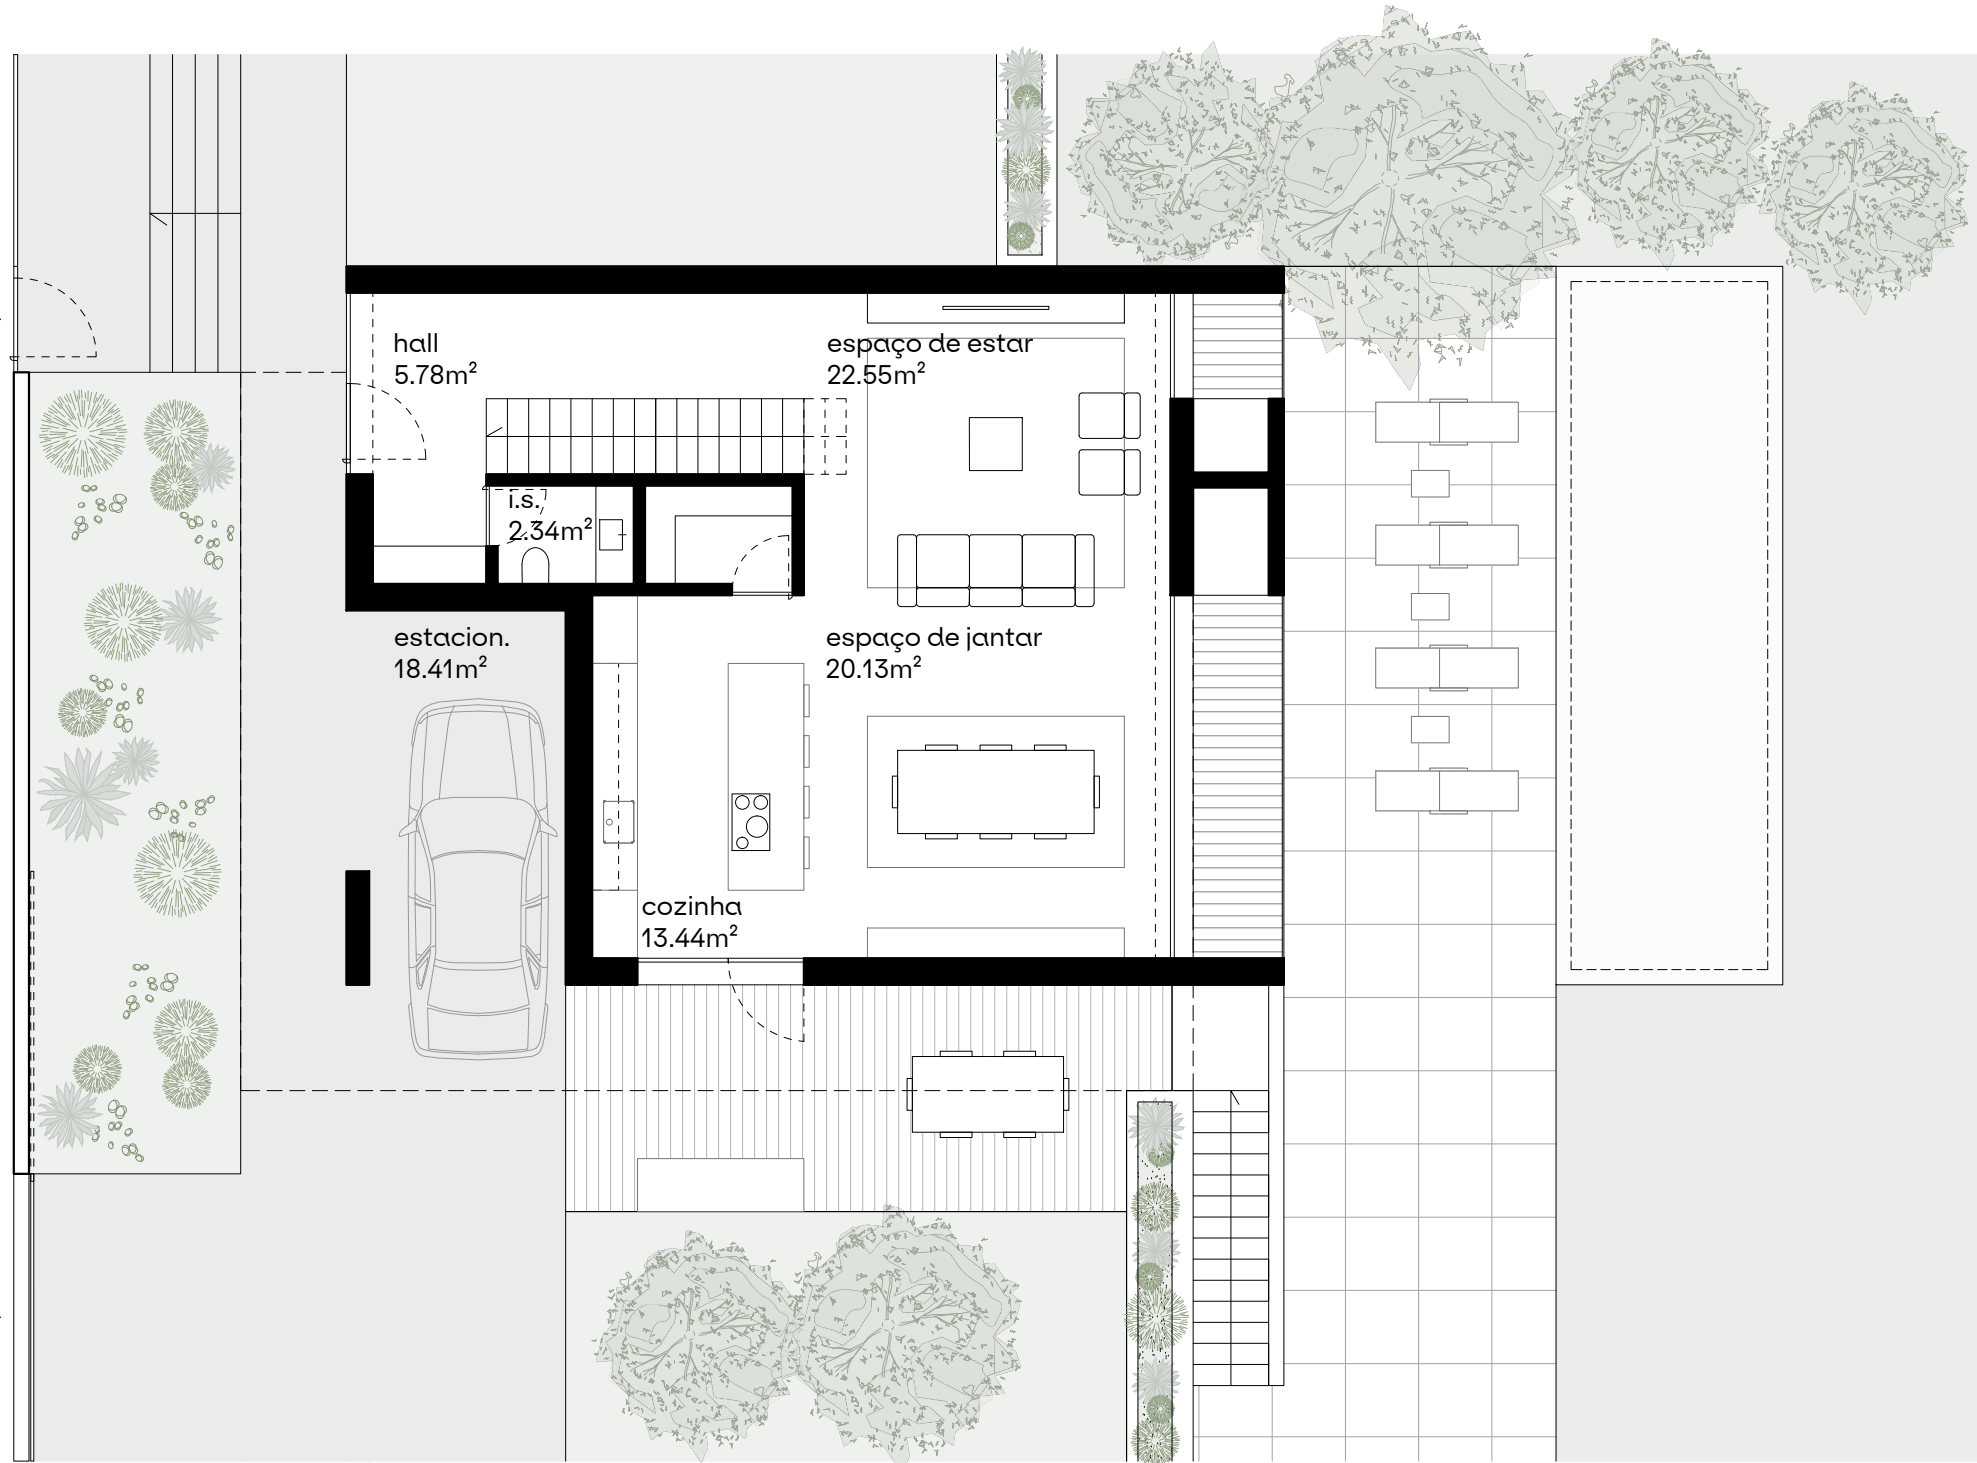 hall
5.78m²
espaço de estar
22.55m²
i.s.
2.34m²
estacion.
18.41m²
espaço de jantar
20.13m²
cozinha
13.44m²